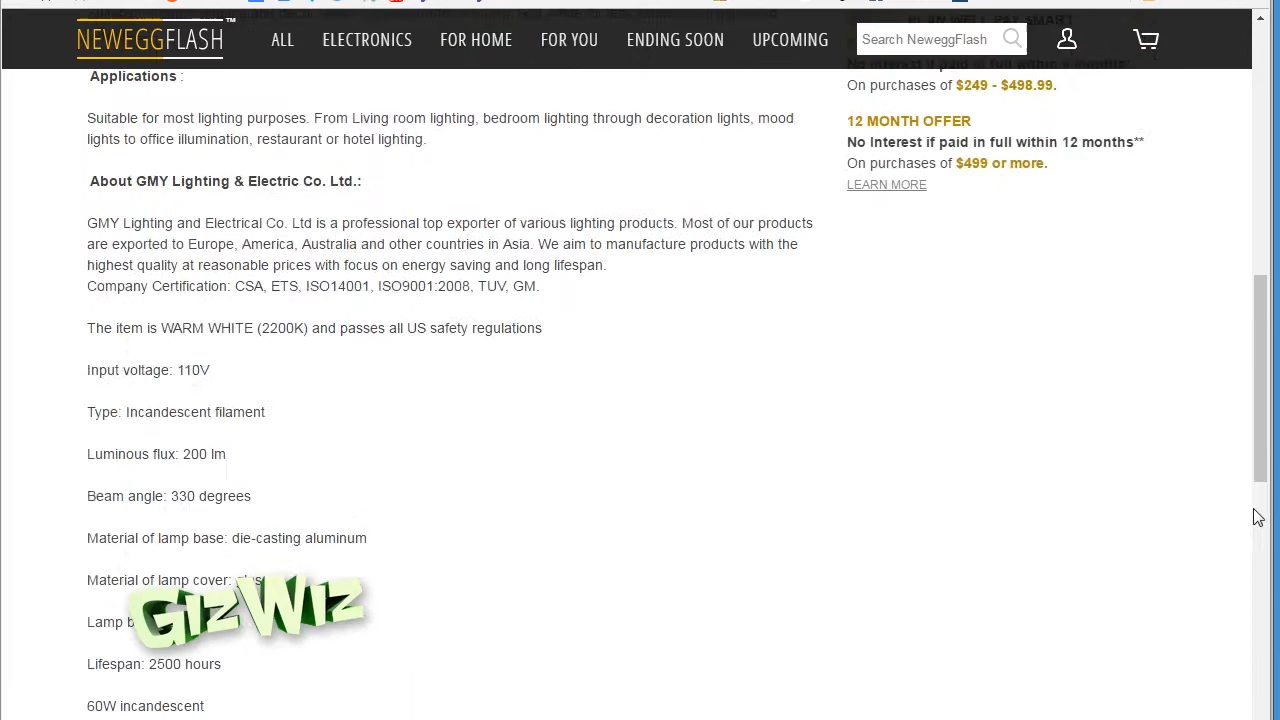 NEWEGGFLASH™
ALL
ELECTRONICS
FOR HOME
FOR YOU
ENDING SOON
UPCOMING
Search NeweggFlash
Applications :
Suitable for most lighting purposes. From Living room lighting, bedroom lighting through decoration lights, mood
lights to office illumination, restaurant or hotel lighting.
About GMY Lighting & Electric Co. Ltd.:
GMY Lighting and Electrical Co. Ltd is a professional top exporter of various lighting products. Most of our products
are exported to Europe, America, Australia and other countries in Asia. We aim to manufacture products with the
highest quality at reasonable prices with focus on energy saving and long lifespan.
Company Certification: CSA, ETS, ISO14001, ISO9001:2008, TUV, GM.
The item is WARM WHITE (2200K) and passes all US safety regulations
Input voltage: 110V
Type: Incandescent filament
Luminous flux: 200 lm
Beam angle: 330 degrees
Material of lamp base: die-casting aluminum
Material of lamp cover:
Lamp
Lifespan: 2500 hours
60W incandescent
GizWiz
On purchases of $249 - $498.99.
12 MONTH OFFER
No Interest if paid in full within 12 months**
On purchases of $499 or more.
LEARN MORE